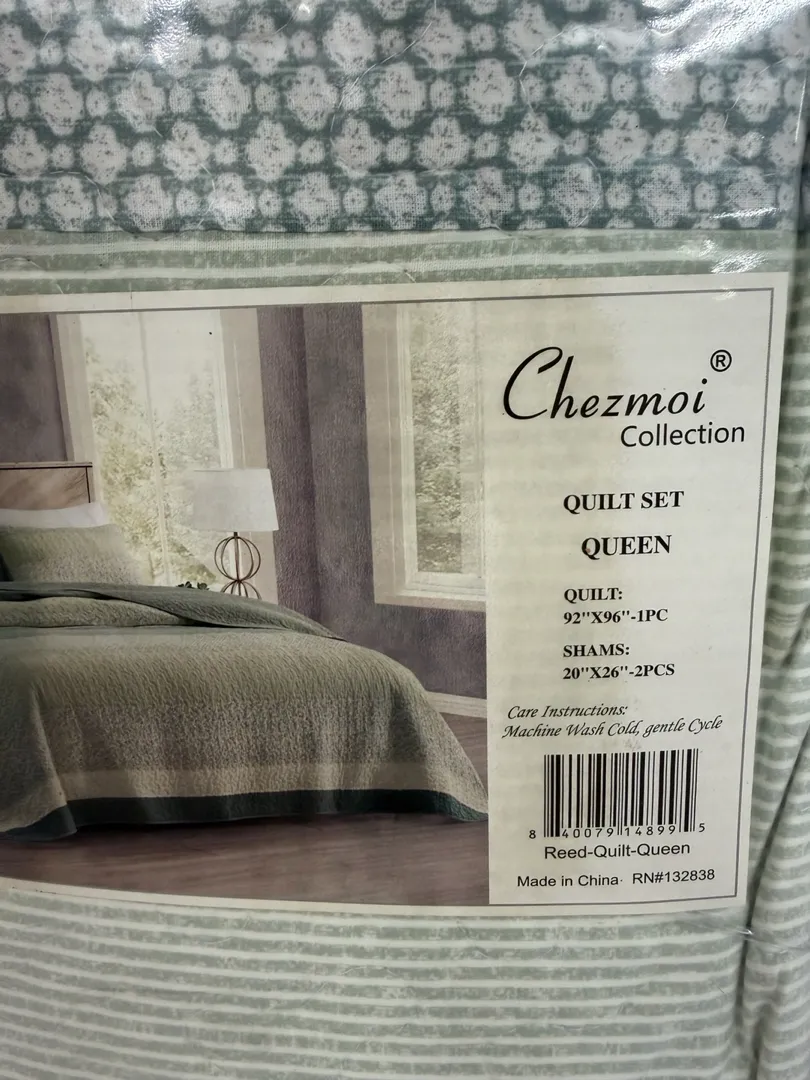 Chezmoi®
Collection
QUILT SET
QUEEN
QUILT:
92"X96"-1PC
SHAMS:
20"X26"-2PCS
Care Instructions:
Machine Wash Cold, gentle Cycle
8 40079 14899 5
Reed-Quilt-Queen
Made in China· RN#132838